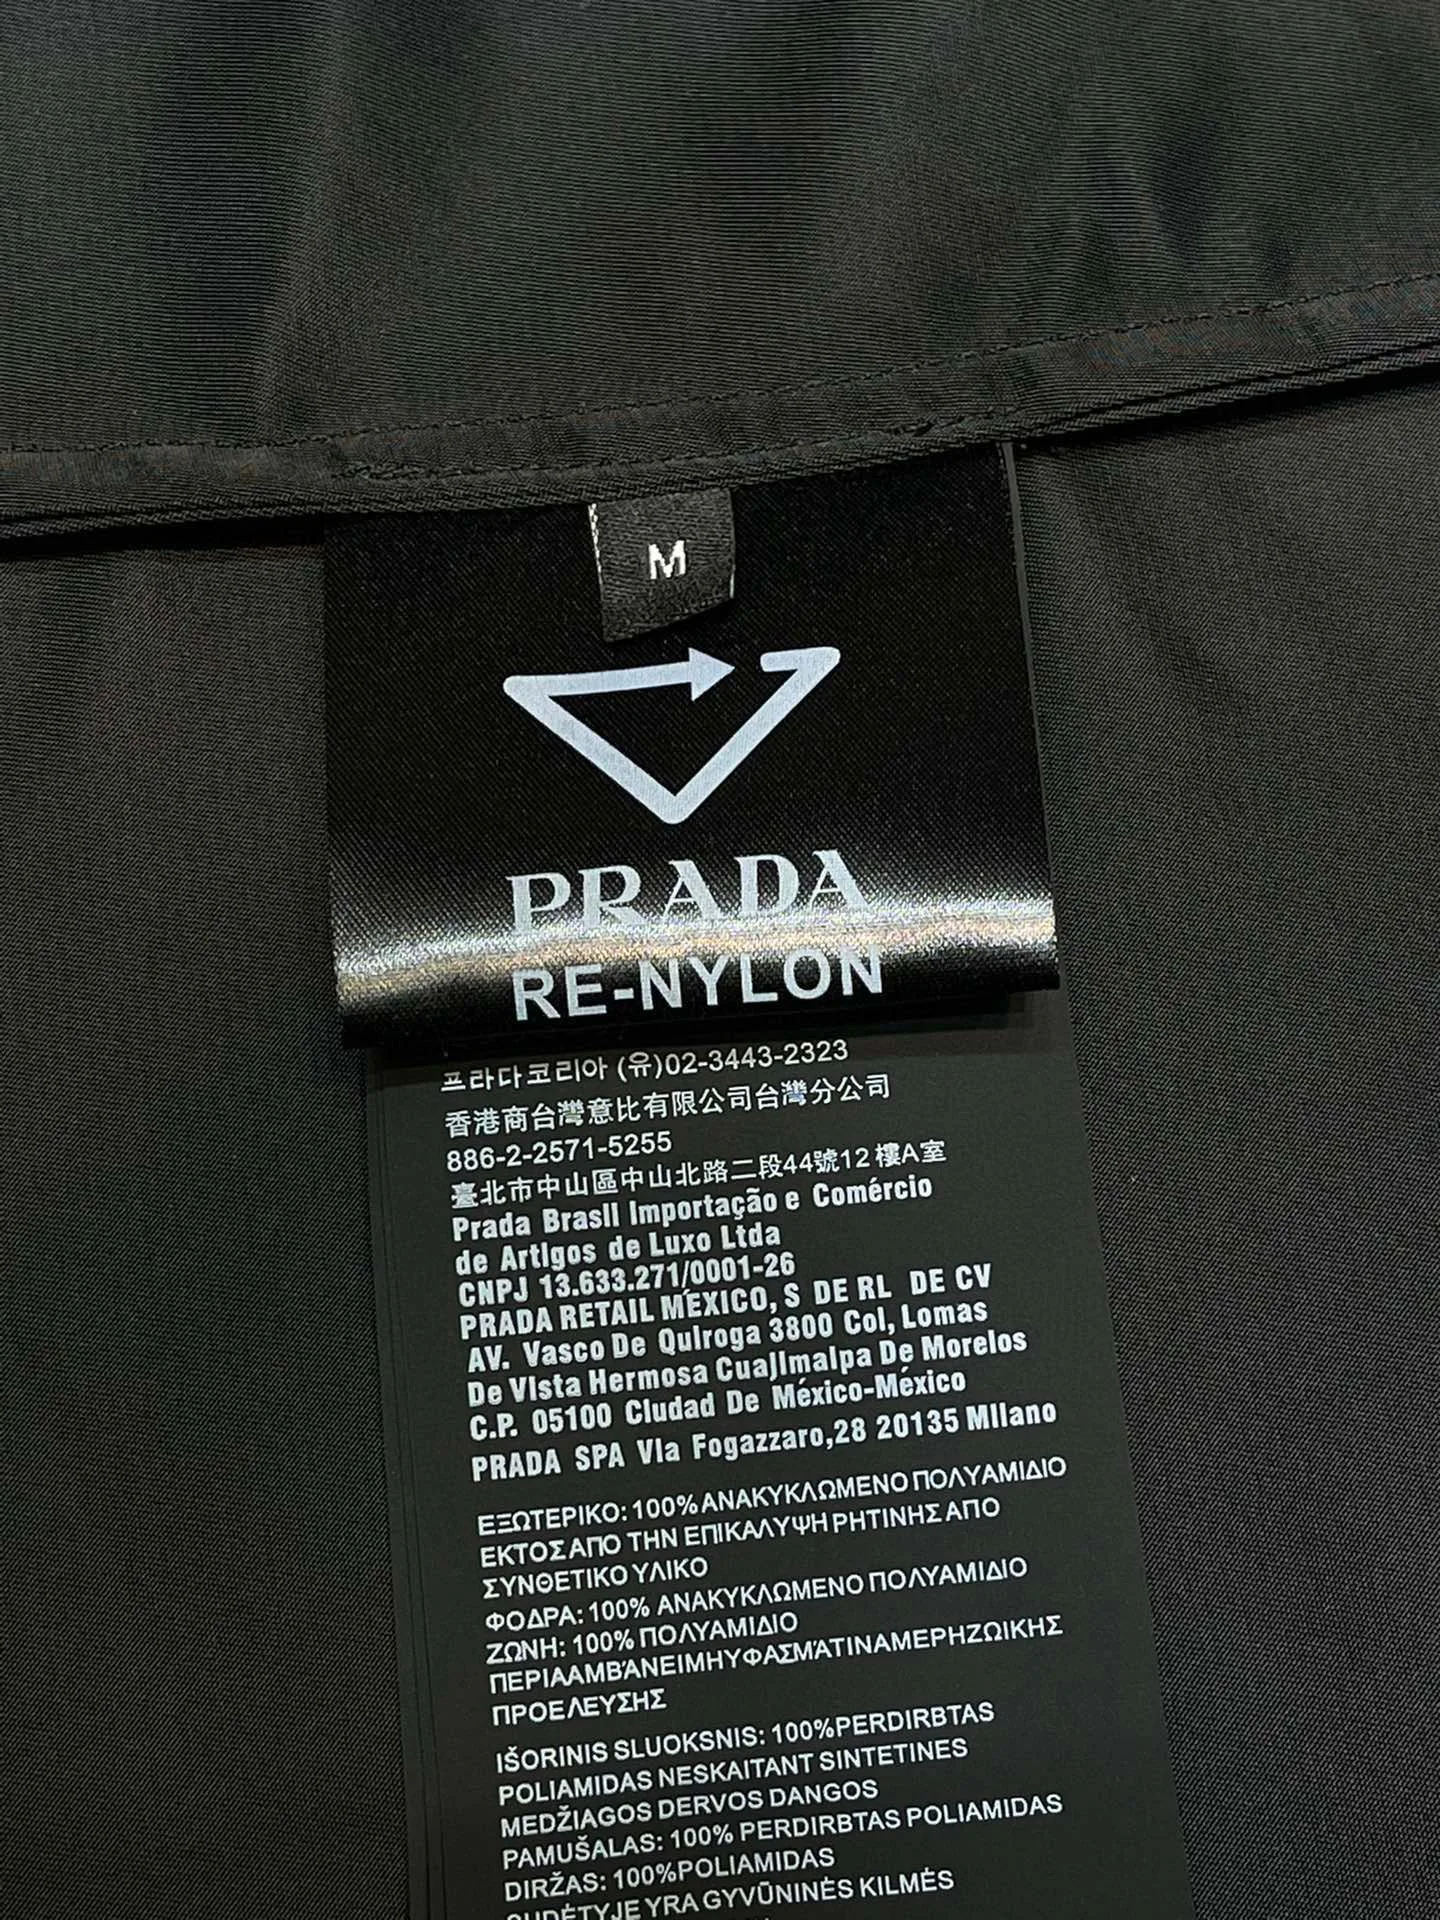 M
PRADA
RE-NYLON
프라다코리아 (유)02-3443-2323
香港商台灣意比有限公司台灣分公司
886-2-2571-5255
臺北市中山區中山北路二段44號12樓A室
Prada Brasil Importação e Comércio
de Artigos de Luxo Ltda
CNPJ 13.633.271/0001-26
PRADA RETAIL MÉXICO, S DE RL DE CV
AV. Vasco De Quiroga 3800 Col, Lomas
De Vista Hermosa Cuajimalpa De Morelos
C.P. 05100 Ciudad De México-México
PRADA SPA Via Fogazzaro,28 20135 Milano
ΕΞΩΤΕΡΙΚΟ: 100% ΑΝΑΚΥΚΛΩΜΕΝΟ ΠΟΛΥΑΜΙΔΙΟ
ΕΚΤΟΣ ΑΠΟ ΤΗΝ ΕΠΙΚΑΛΥΨΗ ΡΗΤΙΝΗΣ ΑΠΟ
ΣΥΝΘΕΤΙΚΟ ΥΛΙΚΟ
ΦΟΔΡΑ: 100% ΑΝΑΚΥΚΛΩΜΕΝΟ ΠΟΛΥΑΜΙΔΙΟ
ΖΩΝΗ: 100% ΠΟΛΥΑΜΙΔΙΟ
ΠΕΡΙΑΑΜΒΆΝΕΙΜΗΥΦΑΣΜΆΤΙΝΑΜΕΡΗΖΩΙΚΗΣ
ΠΡΟΕΛΕΥΣΗΣ
IŠORINIS SLUOKSNIS: 100%PERDIRBTAS
POLIAMIDAS NESKAITANT SINTETINES
MEDŽIAGOS DERVOS DANGOS
PAMUŠALAS: 100% PERDIRBTAS POLIAMIDAS
DIRŽAS: 100%POLIAMIDAS
SUDĖTYJE YRA GYVŪNINĖS KILMĖS